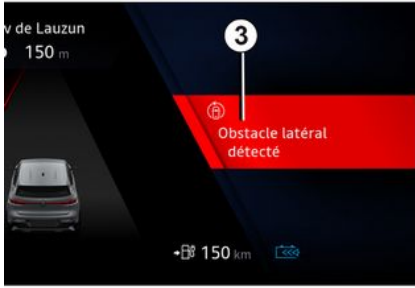 v de Lauzun
150 m
3
Obstacle latéral
détecté
150 km